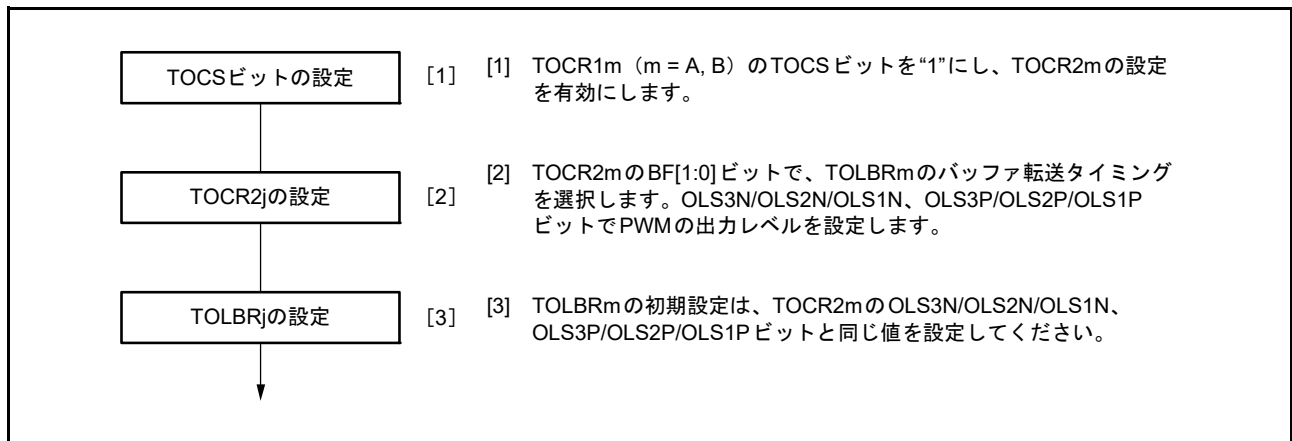 TOCSビットの設定 [1]
[1] TOCR1m（m = A, B）のTOCSビットを“1”にし、TOCR2mの設定
を有効にします。
TOCR2jの設定 [2]
[2] TOCR2mのBF[1:0]ビットで、TOLBRmのバッファ転送タイミング
を選択します。OLS3N/OLS2N/OLS1N、OLS3P/OLS2P/OLS1P
ビットでPWMの出力レベルを設定します。
TOLBRjの設定 [3]
[3] TOLBRmの初期設定は、TOCR2mのOLS3N/OLS2N/OLS1N、
OLS3P/OLS2P/OLS1Pビットと同じ値を設定してください。